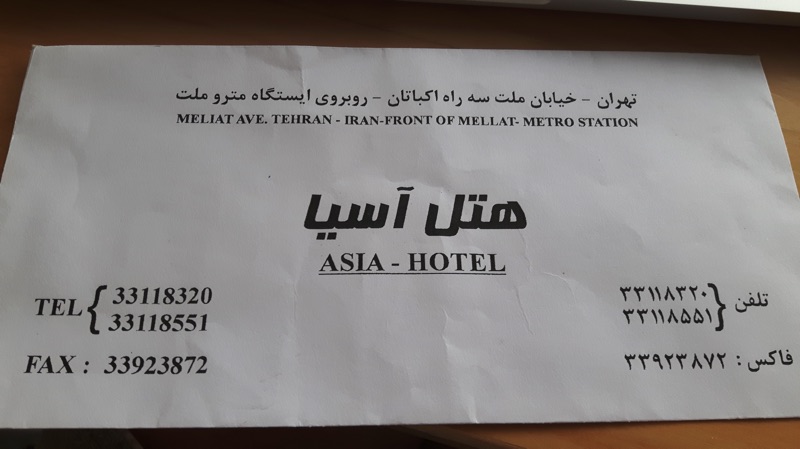 تهران - خیابان ملت سه راه اکباتان - روبروی ایستگاه مترو ملت
MELIAT AVE. TEHRAN - IRAN-FRONT OF MELLAT- METRO STATION
هتل آسیا
ASIA - HOTEL
TEL { 33118320
33118551
FAX : 33923872
تلفن { ۳۳۱۱۸۳۲۰
۳۳۱۱۸۵۵۱
فاکس : ۳۳۹۲۳۸۷۲